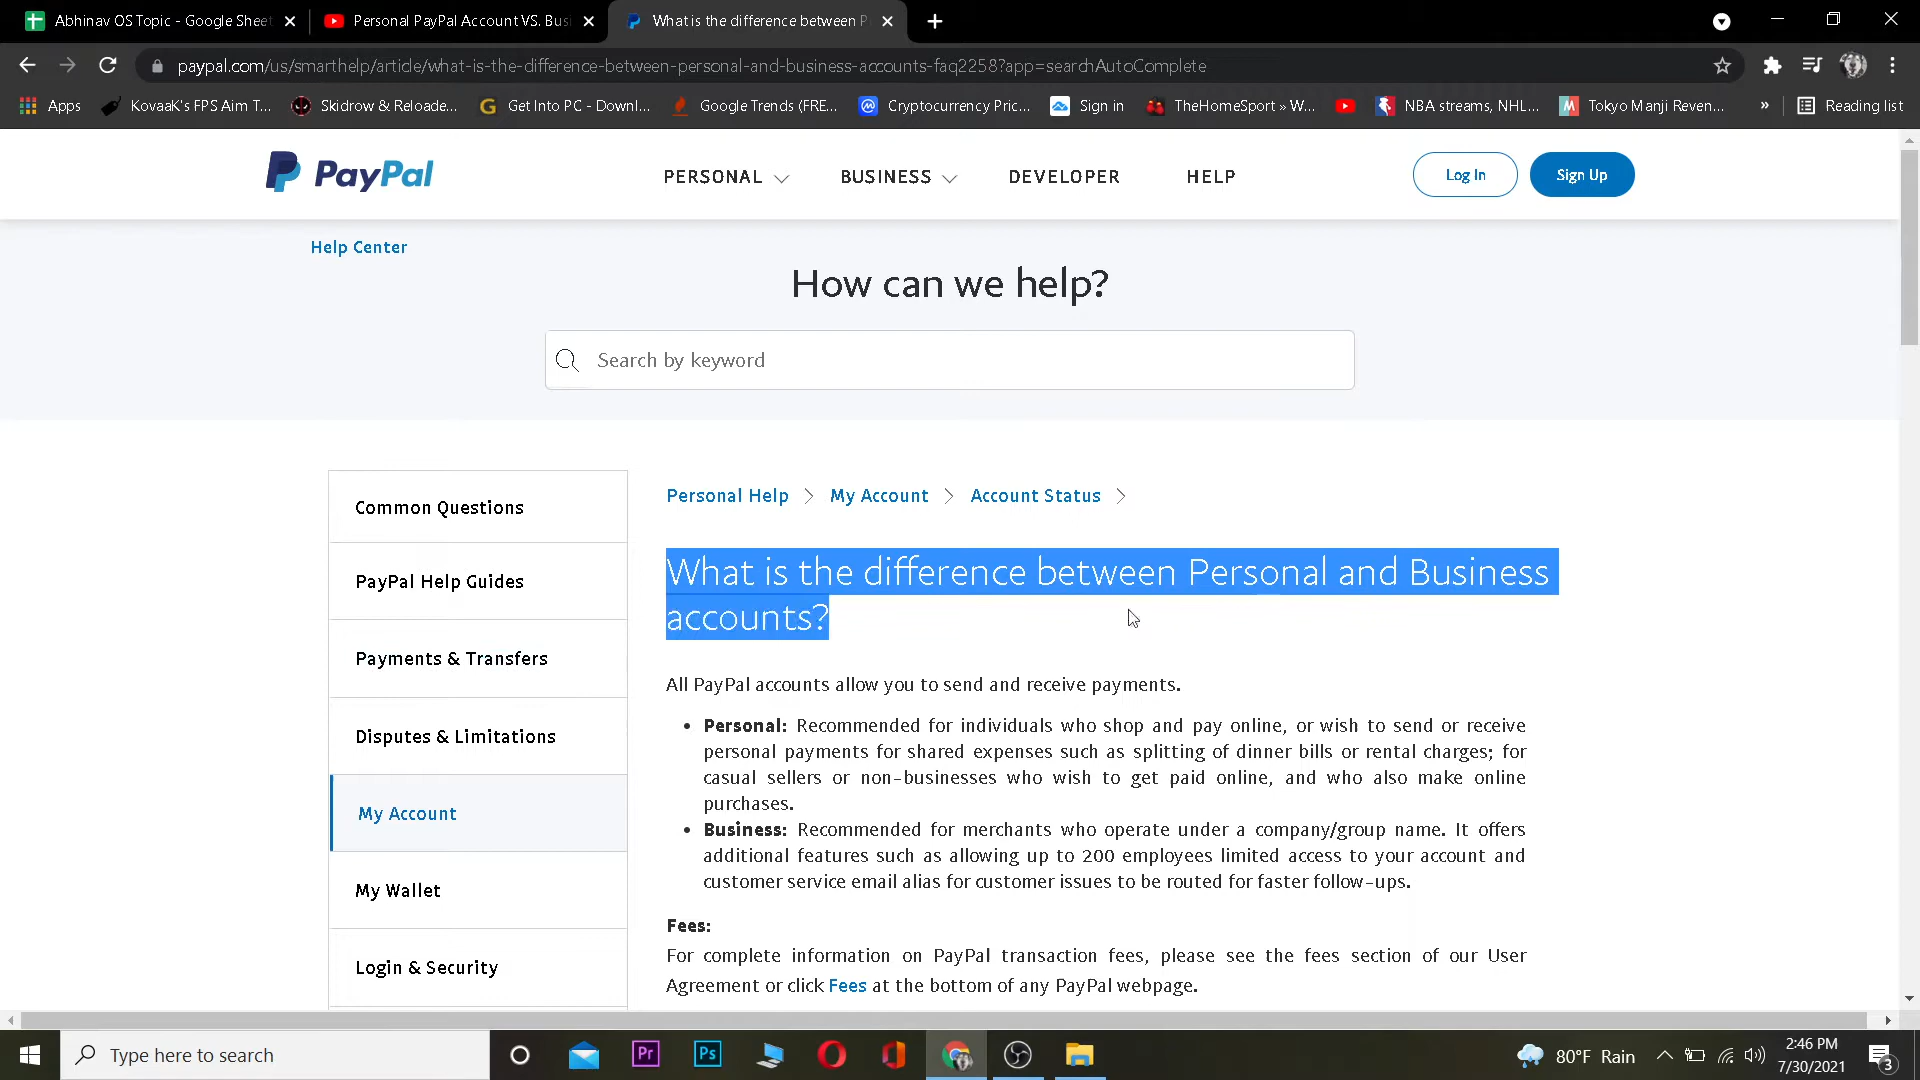 Abhinav OS Topic - Google Sheet
Personal PayPal Account VS. Busi
What is the difference between P
paypal.com/us/smarthelp/article/what-is-the-difference-between-personal-and-business-accounts-faq2258?app=searchAutoComplete
Apps
KovaaK's FPS Aim T...
Skidrow & Reloade...
Get Into PC - Downl...
Google Trends (FRE...
Cryptocurrency Pric...
Sign in
TheHomeSport » W...
NBA streams, NHL...
Tokyo Manji Reven...
»
Reading list
PayPal
PERSONAL
BUSINESS
DEVELOPER
HELP
Log In
Sign Up
Help Center
How can we help?
Search by keyword
Common Questions
PayPal Help Guides
Payments & Transfers
Disputes & Limitations
My Account
My Wallet
Login & Security
Personal Help > My Account > Account Status >
What is the difference between Personal and Business
accounts?
All PayPal accounts allow you to send and receive payments.
• Personal: Recommended for individuals who shop and pay online, or wish to send or receive
personal payments for shared expenses such as splitting of dinner bills or rental charges; for
casual sellers or non-businesses who wish to get paid online, and who also make online
purchases.
• Business: Recommended for merchants who operate under a company/group name. It offers
additional features such as allowing up to 200 employees limited access to your account and
customer service email alias for customer issues to be routed for faster follow-ups.
Fees:
For complete information on PayPal transaction fees, please see the fees section of our User
Agreement or click Fees at the bottom of any PayPal webpage.
Type here to search
Pr
Ps
80°F Rain
2:46 PM
7/30/2021
3